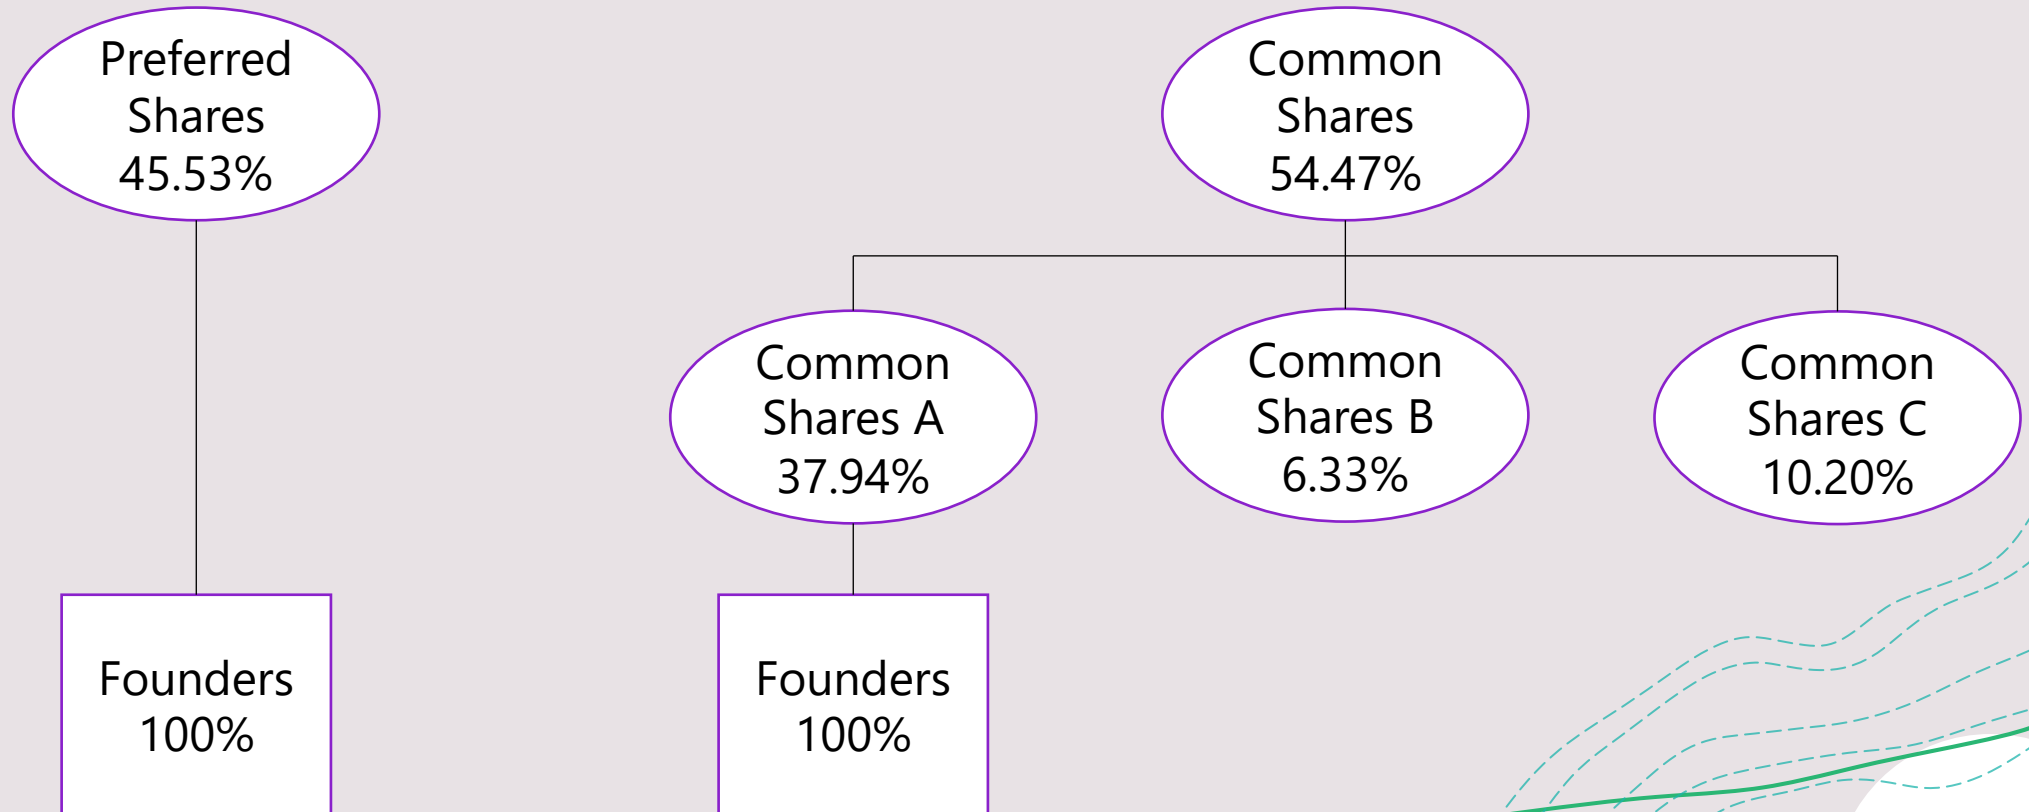 Preferred
Shares
45.53%
Common
Shares
54.47%
Common
Shares A
37.94%
Common
Shares B
6.33%
Common
Shares C
10.20%
Founders
100%
Founders
100%